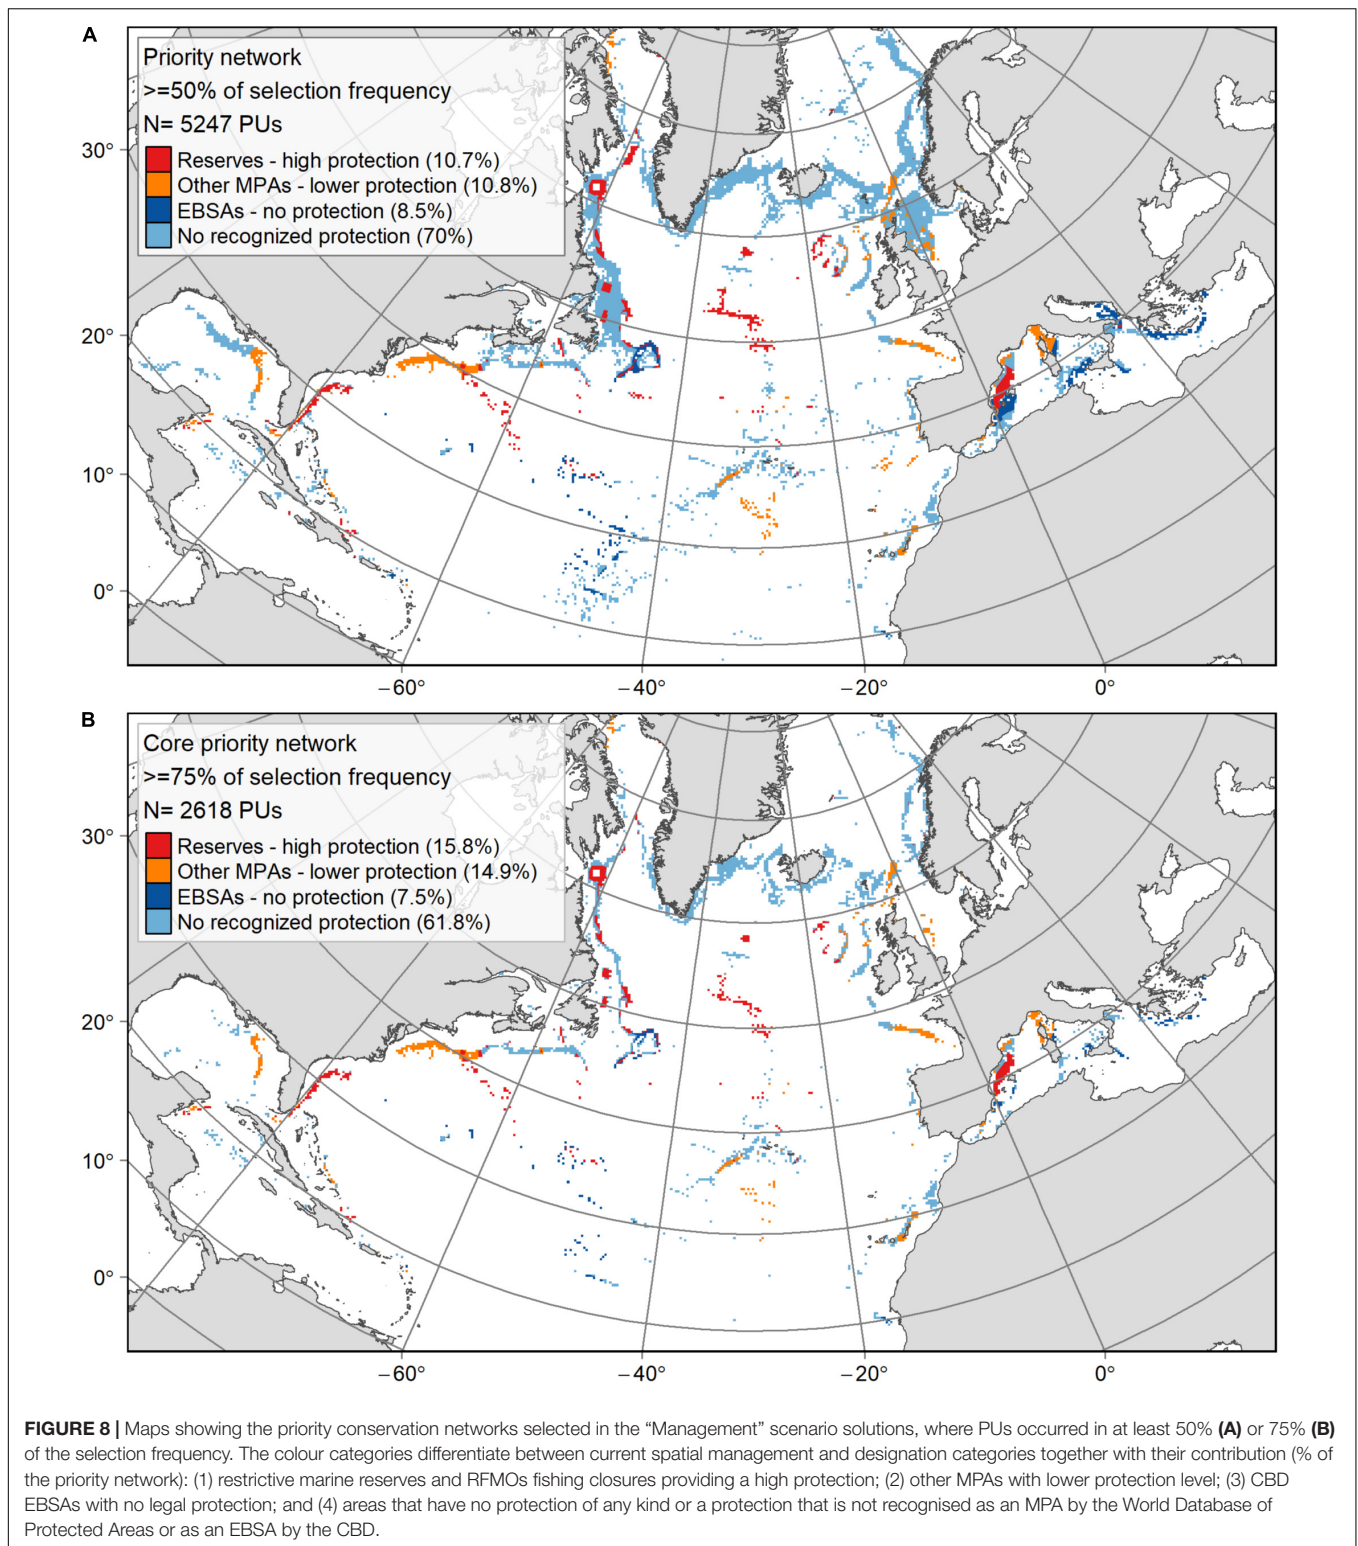 A
Priority network
>=50% of selection frequency
N= 5247 PUs
Reserves - high protection (10.7%)
Other MPAs - lower protection (10.8%)
EBSAs - no protection (8.5%)
No recognized protection (70%)
30°
20°
10°
0°
−60°
−40°
−20°
0°
B
Core priority network
>=75% of selection frequency
N= 2618 PUs
Reserves - high protection (15.8%)
Other MPAs - lower protection (14.9%)
EBSAs - no protection (7.5%)
No recognized protection (61.8%)
30°
20°
10°
0°
−60°
−40°
−20°
0°
FIGURE 8 | Maps showing the priority conservation networks selected in the “Management” scenario solutions, where PUs occurred in at least 50% (A) or 75% (B)
of the selection frequency. The colour categories differentiate between current spatial management and designation categories together with their contribution (% of
the priority network): (1) restrictive marine reserves and RFMOs fishing closures providing a high protection; (2) other MPAs with lower protection level; (3) CBD
EBSAs with no legal protection; and (4) areas that have no protection of any kind or a protection that is not recognised as an MPA by the World Database of
Protected Areas or as an EBSA by the CBD.